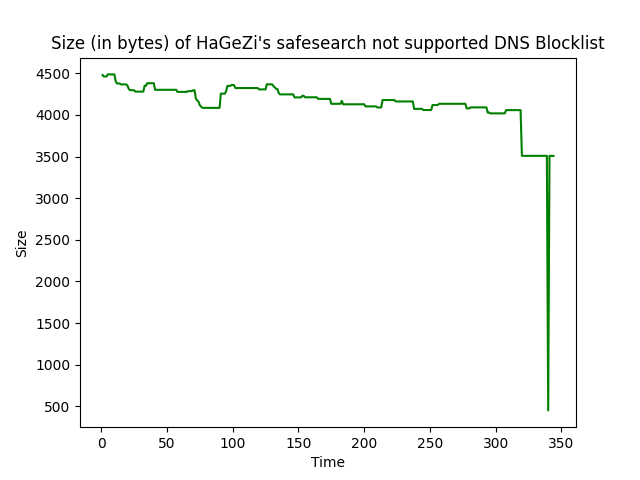 Size (in bytes) of HaGeZi's safesearch not supported DNS Blocklist
4500
4000
3500
3000
2500
2000
1500
1000
500
Size
0 50 100 150 200 250 300 350
Time